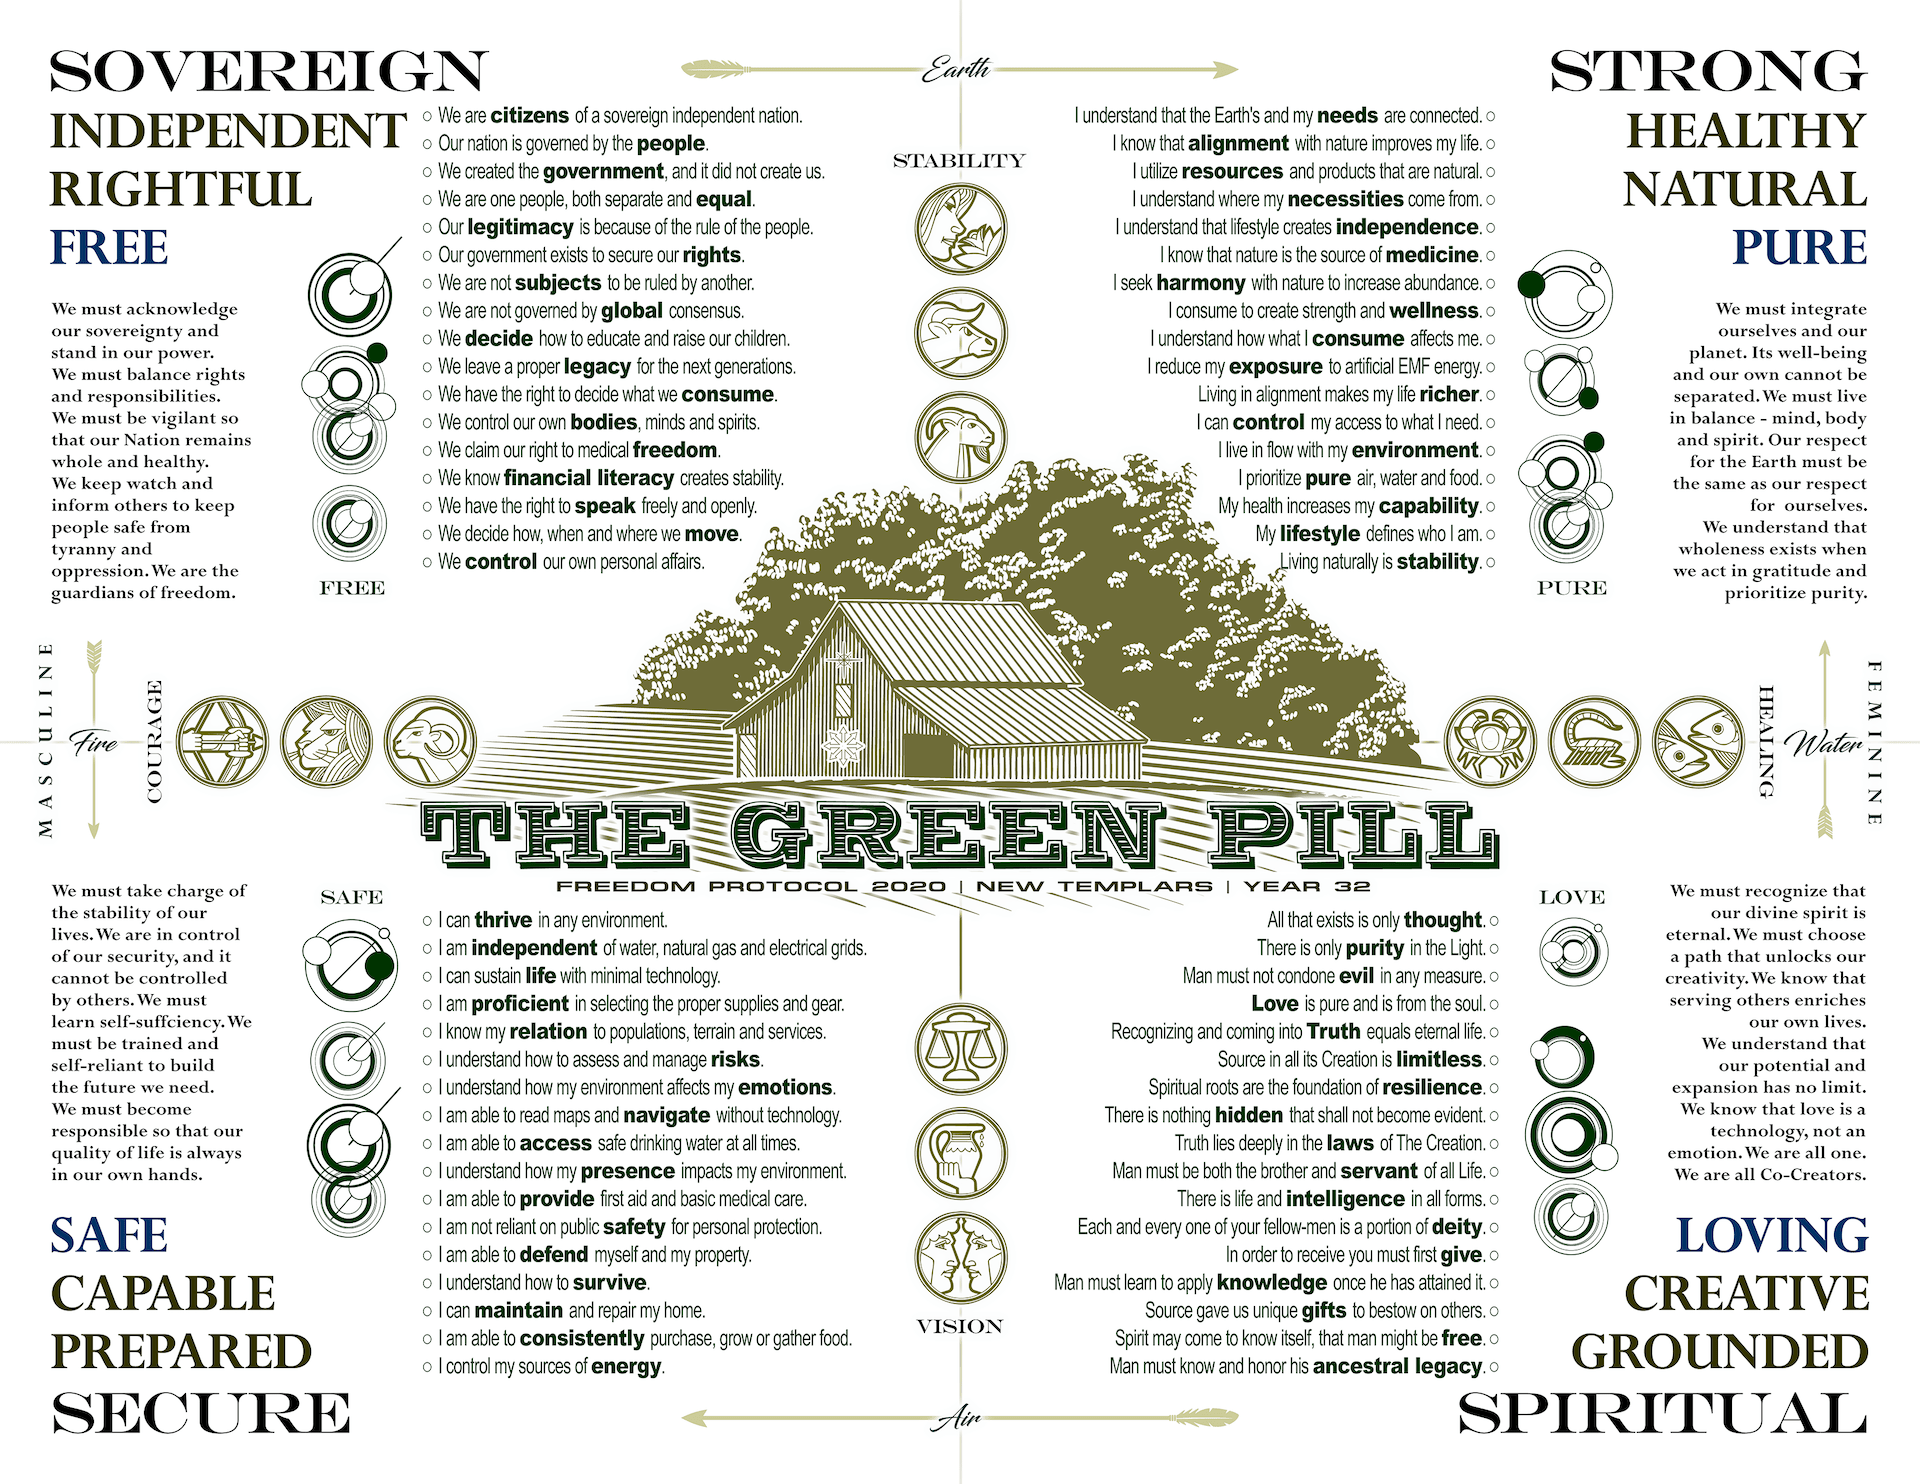 Earth
SOVEREIGN
INDEPENDENT
RIGHTFUL
FREE
We must acknowledge
our sovereignty and
stand in our power.
We must balance rights
and responsibilities.
We must be vigilant so
that our Nation remains
whole and healthy.
We keep watch and
inform others to keep
people safe from
tyranny and
oppression. We are the
guardians of freedom.
FREE
○ We are citizens of a sovereign independent nation.
○ Our nation is governed by the people.
○ We created the government, and it did not create us.
○ We are one people, both separate and equal.
○ Our legitimacy is because of the rule of the people.
○ Our government exists to secure our rights.
○ We are not subjects to be ruled by another.
○ We are not governed by global consensus.
○ We decide how to educate and raise our children.
○ We leave a proper legacy for the next generations.
○ We have the right to decide what we consume.
○ We control our own bodies, minds and spirits.
○ We claim our right to medical freedom.
○ We know financial literacy creates stability.
○ We have the right to speak freely and openly.
○ We decide how, when and where we move.
○ We control our own personal affairs.
STABILITY
I understand that the Earth's and my needs are connected. ○
I know that alignment with nature improves my life. ○
I utilize resources and products that are natural. ○
I understand where my necessities come from. ○
I understand that lifestyle creates independence. ○
I know that nature is the source of medicine. ○
I seek harmony with nature to increase abundance. ○
I consume to create strength and wellness. ○
I understand how what I consume affects me. ○
I reduce my exposure to artificial EMF energy. ○
Living in alignment makes my life richer. ○
I can control my access to what I need. ○
I live in flow with my environment. ○
I prioritize pure air, water and food. ○
My health increases my capability. ○
My lifestyle defines who I am. ○
Living naturally is stability. ○
STRONG
HEALTHY
NATURAL
PURE
We must integrate
ourselves and our
planet. Its well-being
and our own cannot be
separated. We must live
in balance - mind, body
and spirit. Our respect
for the Earth must be
the same as our respect
for ourselves.
We understand that
wholeness exists when
we act in gratitude and
prioritize purity.
PURE
MASCULINE
Fire
COURAGE
HEALING
Water
FEMININE
THE GREEN PILL
FREEDOM PROTOCOL 2020 | NEW TEMPLARS | YEAR 32
We must take charge of
the stability of our
lives. We are in control
of our security, and it
cannot be controlled
by others. We must
learn self-suffciency. We
must be trained and
self-reliant to build
the future we need.
We must become
responsible so that our
quality of life is always
in our own hands.
SAFE
CAPABLE
PREPARED
SECURE
SAFE
○ I can thrive in any environment.
○ I am independent of water, natural gas and electrical grids.
○ I can sustain life with minimal technology.
○ I am proficient in selecting the proper supplies and gear.
○ I know my relation to populations, terrain and services.
○ I understand how to assess and manage risks.
○ I understand how my environment affects my emotions.
○ I am able to read maps and navigate without technology.
○ I am able to access safe drinking water at all times.
○ I understand how my presence impacts my environment.
○ I am able to provide first aid and basic medical care.
○ I am not reliant on public safety for personal protection.
○ I am able to defend myself and my property.
○ I understand how to survive.
○ I can maintain and repair my home.
○ I am able to consistently purchase, grow or gather food.
○ I control my sources of energy.
VISION
All that exists is only thought. ○
There is only purity in the Light. ○
Man must not condone evil in any measure. ○
Love is pure and is from the soul. ○
Recognizing and coming into Truth equals eternal life. ○
Source in all its Creation is limitless. ○
Spiritual roots are the foundation of resilience. ○
There is nothing hidden that shall not become evident. ○
Truth lies deeply in the laws of The Creation. ○
Man must be both the brother and servant of all Life. ○
There is life and intelligence in all forms. ○
Each and every one of your fellow-men is a portion of deity. ○
In order to receive you must first give. ○
Man must learn to apply knowledge once he has attained it. ○
Source gave us unique gifts to bestow on others. ○
Spirit may come to know itself, that man might be free. ○
Man must know and honor his ancestral legacy. ○
LOVE
We must recognize that
our divine spirit is
eternal. We must choose
a path that unlocks our
creativity. We know that
serving others enriches
our own lives.
We understand that
our potential and
expansion has no limit.
We know that love is a
technology, not an
emotion. We are all one.
We are all Co-Creators.
LOVING
CREATIVE
GROUNDED
SPIRITUAL
Air